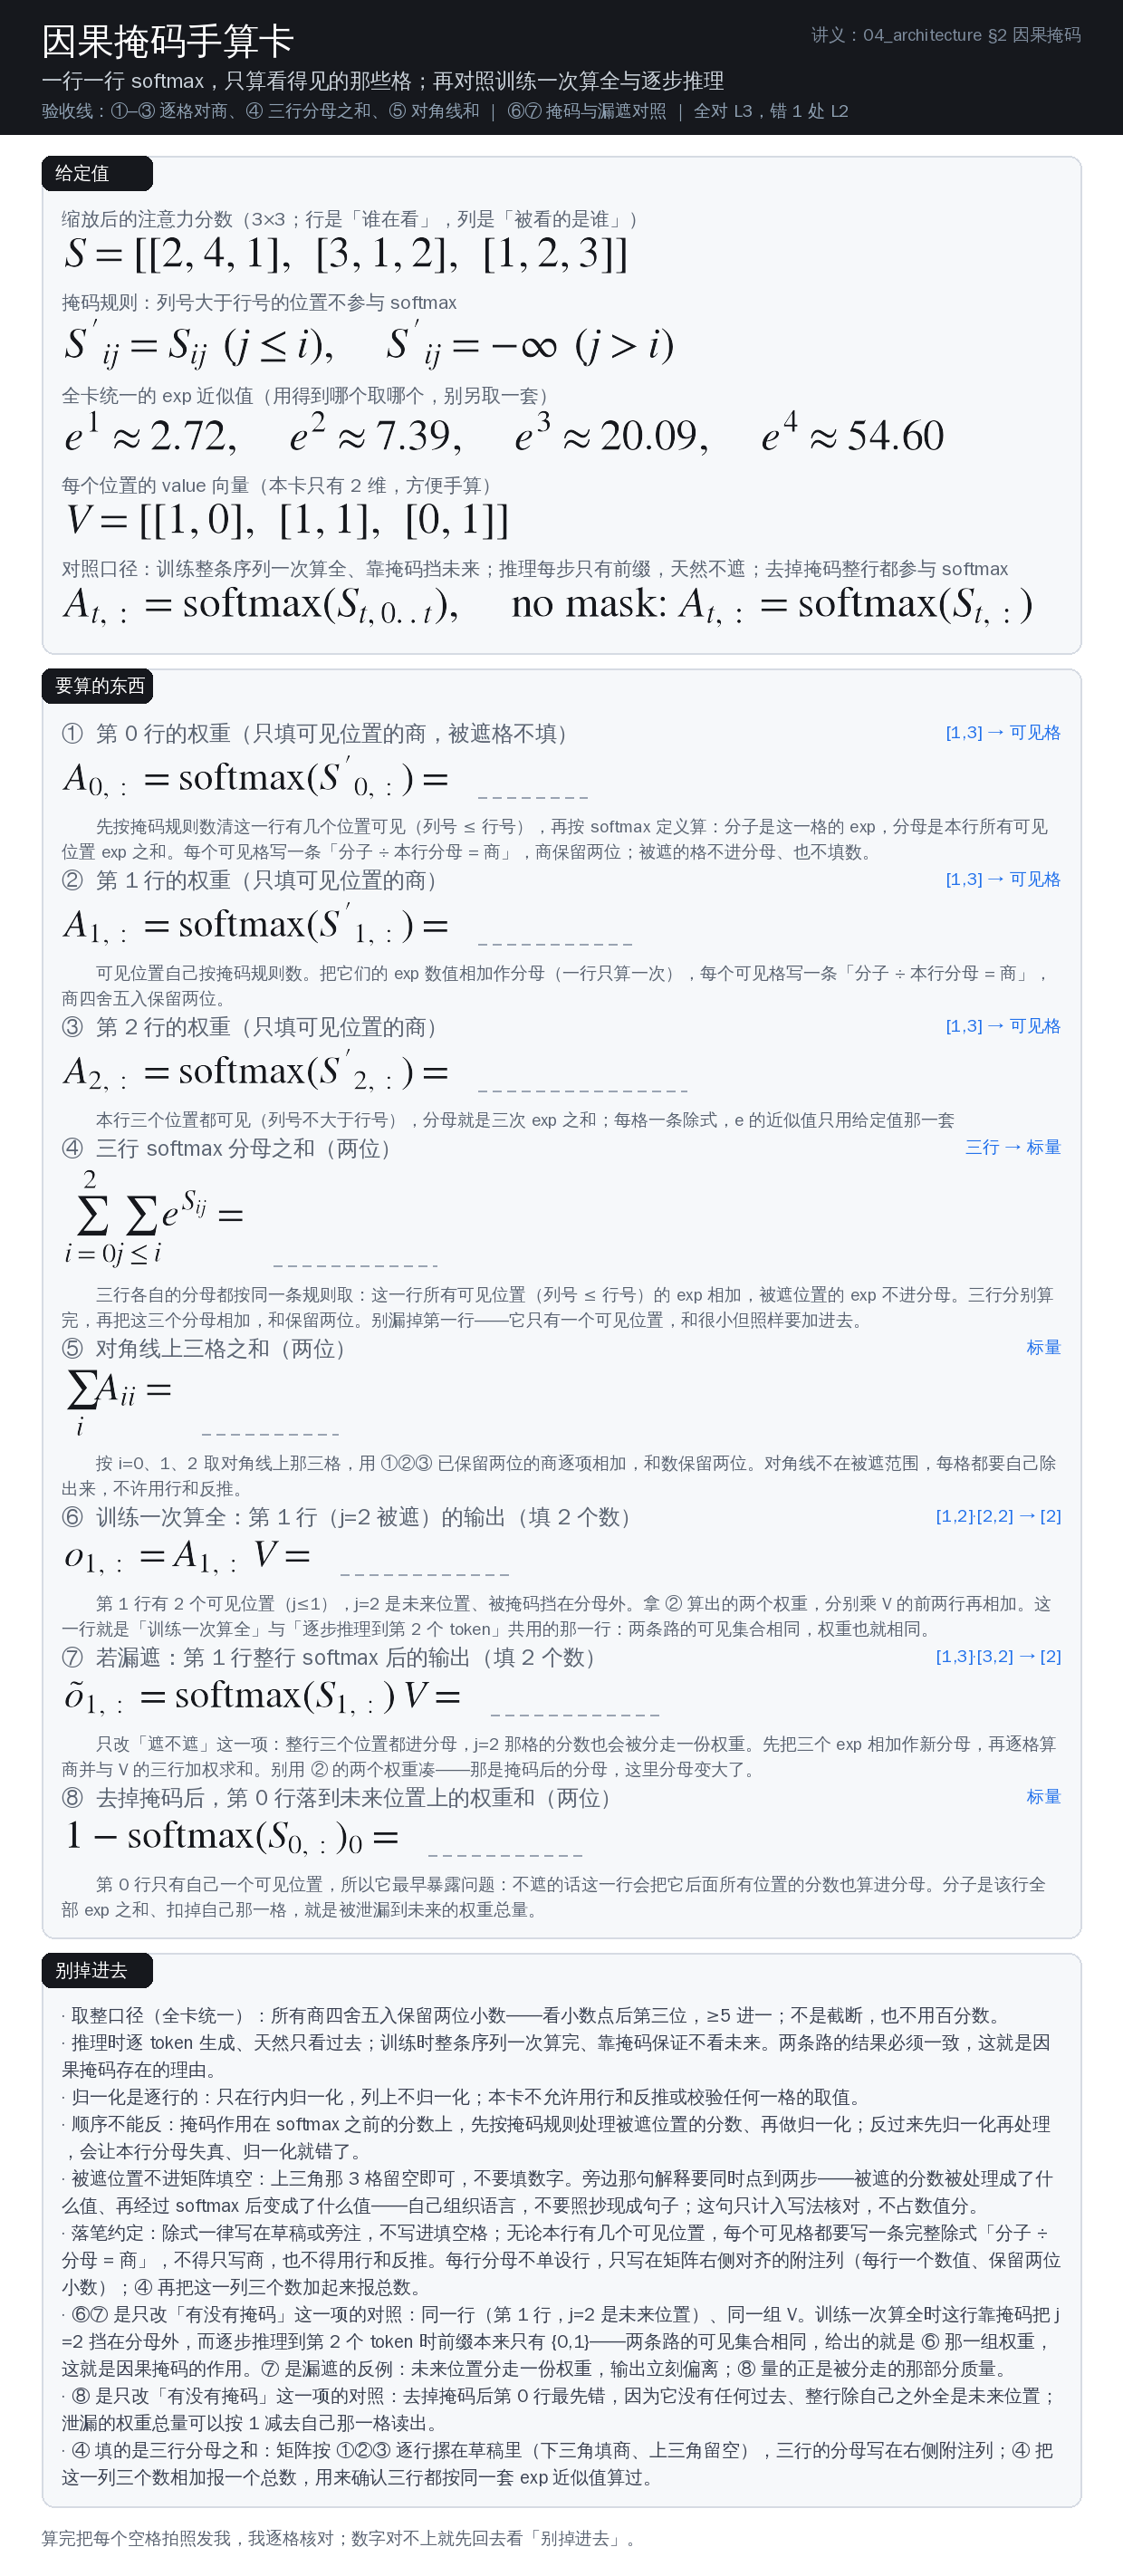 因果掩码手算卡
讲义：04_architecture §2 因果掩码
一行一行 softmax，只算看得见的那些格；再对照训练一次算全与逐步推理
验收线：①—③ 逐格对商、④ 三行分母之和、⑤ 对角线和 ｜ ⑥⑦ 掩码与漏遮对照 ｜ 全对 L3，错 1 处 L2
给定值
缩放后的注意力分数（3×3；行是「谁在看」，列是「被看的是谁」）
S = [[2, 4, 1], [3, 1, 2], [1, 2, 3]]
掩码规则：列号大于行号的位置不参与 softmax
S′ij = Sij (j ≤ i), S′ij = −∞ (j > i)
全卡统一的 exp 近似值（用得到哪个取哪个，别另取一套）
e^1 ≈ 2.72, e^2 ≈ 7.39, e^3 ≈ 20.09, e^4 ≈ 54.60
每个位置的 value 向量（本卡只有 2 维，方便手算）
V = [[1, 0], [1, 1], [0, 1]]
对照口径：训练整条序列一次算全、靠掩码挡未来；推理每步只有前缀，天然不遮；去掉掩码整行都参与 softmax
At, : = softmax(St, 0. . t), no mask: At, : = softmax(St, : )
要算的东西
① 第 0 行的权重（只填可见位置的商，被遮格不填）
[1,3] → 可见格
A0, : = softmax(S′0, : ) =
先按掩码规则数清这一行有几个位置可见（列号 ≤ 行号），再按 softmax 定义算：分子是这一格的 exp，分母是本行所有可见
位置 exp 之和。每个可见格写一条「分子 ÷ 本行分母 = 商」，商保留两位；被遮的格不进分母、也不填数。
② 第 1 行的权重（只填可见位置的商）
[1,3] → 可见格
A1, : = softmax(S′1, : ) =
可见位置自己按掩码规则数。把它们的 exp 数值相加作分母（一行只算一次），每个可见格写一条「分子 ÷ 本行分母 = 商」，
商四舍五入保留两位。
③ 第 2 行的权重（只填可见位置的商）
[1,3] → 可见格
A2, : = softmax(S′2, : ) =
本行三个位置都可见（列号不大于行号），分母就是三次 exp 之和；每格一条除式，e 的近似值只用给定值那一套
④ 三行 softmax 分母之和（两位）
三行 → 标量
2∑i = 0 ∑j ≤ i e^Sij =
三行各自的分母都按同一条规则取：这一行所有可见位置（列号 ≤ 行号）的 exp 相加，被遮位置的 exp 不进分母。三行分别算
完，再把这三个分母相加，和保留两位。别漏掉第一行——它只有一个可见位置，和很小但照样要加进去。
⑤ 对角线上三格之和（两位）
标量
∑i Aii =
按 i=0、1、2 取对角线上那三格，用 ①②③ 已保留两位的商逐项相加，和数保留两位。对角线不在被遮范围，每格都要自己除
出来，不许用行和反推。
⑥ 训练一次算全：第 1 行（j=2 被遮）的输出（填 2 个数）
[1,2]·[2,2] → [2]
o1, : = A1, : V =
第 1 行有 2 个可见位置（j≤1），j=2 是未来位置、被掩码挡在分母外。拿 ② 算出的两个权重，分别乘 V 的前两行再相加。这
一行就是「训练一次算全」与「逐步推理到第 2 个 token」共用的那一行：两条路的可见集合相同，权重也就相同。
⑦ 若漏遮：第 1 行整行 softmax 后的输出（填 2 个数）
[1,3]·[3,2] → [2]
õ1, : = softmax(S1, : ) V =
只改「遮不遮」这一项：整行三个位置都进分母，j=2 那格的分数也会被分走一份权重。先把三个 exp 相加作新分母，再逐格算
商并与 V 的三行加权求和。别用 ② 的两个权重凑——那是掩码后的分母，这里分母变大了。
⑧ 去掉掩码后，第 0 行落到未来位置上的权重和（两位）
标量
1 − softmax(S0, : )0 =
第 0 行只有自己一个可见位置，所以它最早暴露问题：不遮的话这一行会把它后面所有位置的分数也算进分母。分子是该行全
部 exp 之和、扣掉自己那一格，就是被泄漏到未来的权重总量。
别掉进去
· 取整口径（全卡统一）：所有商四舍五入保留两位小数——看小数点后第三位，≥5 进一；不是截断，也不用百分数。
· 推理时逐 token 生成、天然只看过去；训练时整条序列一次算完、靠掩码保证不看未来。两条路的结果必须一致，这就是因
果掩码存在的理由。
· 归一化是逐行的：只在行内归一化，列上不归一化；本卡不允许用行和反推或校验任何一格的取值。
· 顺序不能反：掩码作用在 softmax 之前的分数上，先按掩码规则处理被遮位置的分数、再做归一化；反过来先归一化再处理
，会让本行分母失真、归一化就错了。
· 被遮位置不进矩阵填空：上三角那 3 格留空即可，不要填数字。旁边那句解释要同时点到两步——被遮的分数被处理成了什
么值、再经过 softmax 后变成了什么值——自己组织语言，不要照抄现成句子；这句只计入写法核对，不占数值分。
· 落笔约定：除式一律写在草稿或旁注，不写进填空格；无论本行有几个可见位置，每个可见格都要写一条完整除式「分子 ÷
分母 = 商」，不得只写商，也不得用行和反推。每行分母不单设行，只写在矩阵右侧对齐的附注列（每行一个数值、保留两位
小数）；④ 再把这一列三个数加起来报总数。
· ⑥⑦ 是只改「有没有掩码」这一项的对照：同一行（第 1 行，j=2 是未来位置）、同一组 V。训练一次算全时这行靠掩码把 j
=2 挡在分母外，而逐步推理到第 2 个 token 时前缀本来只有 {0,1}——两条路的可见集合相同，给出的就是 ⑥ 那一组权重，
这就是因果掩码的作用。⑦ 是漏遮的反例：未来位置分走一份权重，输出立刻偏离；⑧ 量的正是被分走的那部分质量。
· ⑧ 是只改「有没有掩码」这一项的对照：去掉掩码后第 0 行最先错，因为它没有任何过去、整行除自己之外全是未来位置；
泄漏的权重总量可以按 1 减去自己那一格读出。
· ④ 填的是三行分母之和：矩阵按 ①②③ 逐行摞在草稿里（下三角填商、上三角留空），三行的分母写在右侧附注列；④ 把
这一列三个数相加报一个总数，用来确认三行都按同一套 exp 近似值算过。
算完把每个空格拍照发我，我逐格核对；数字对不上就先回去看「别掉进去」。